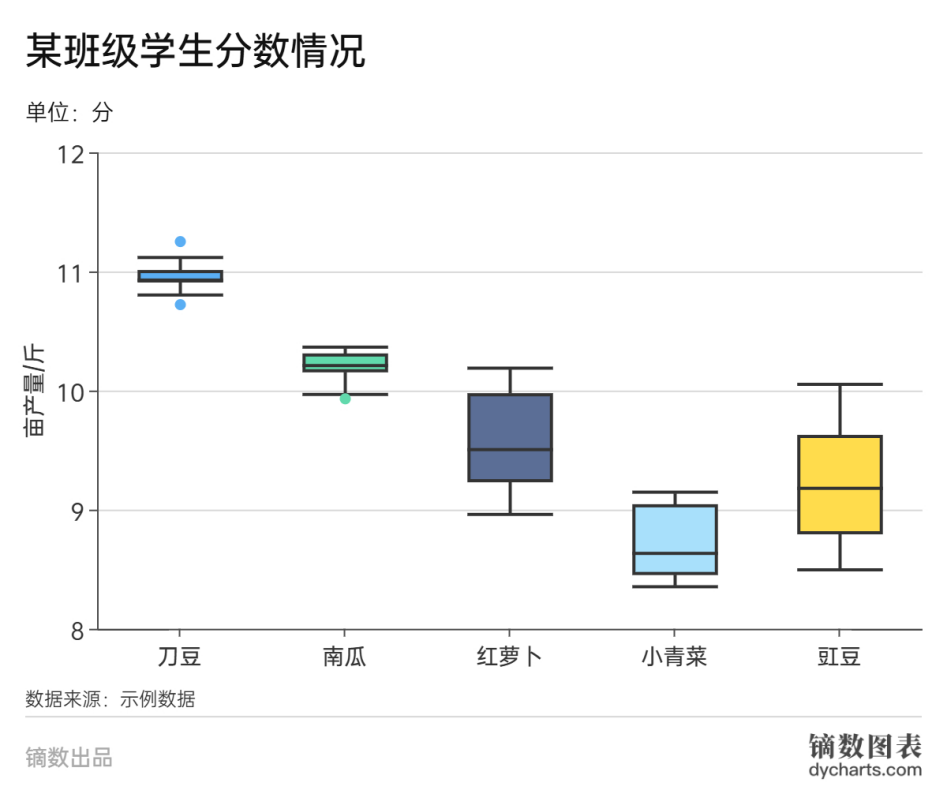 某班级学生分数情况
单位：分
12
11
10
9
8
亩产量/斤
刀豆 南瓜 红萝卜 小青菜 豇豆
数据来源：示例数据
镝数出品
镝数图表
dycharts.com